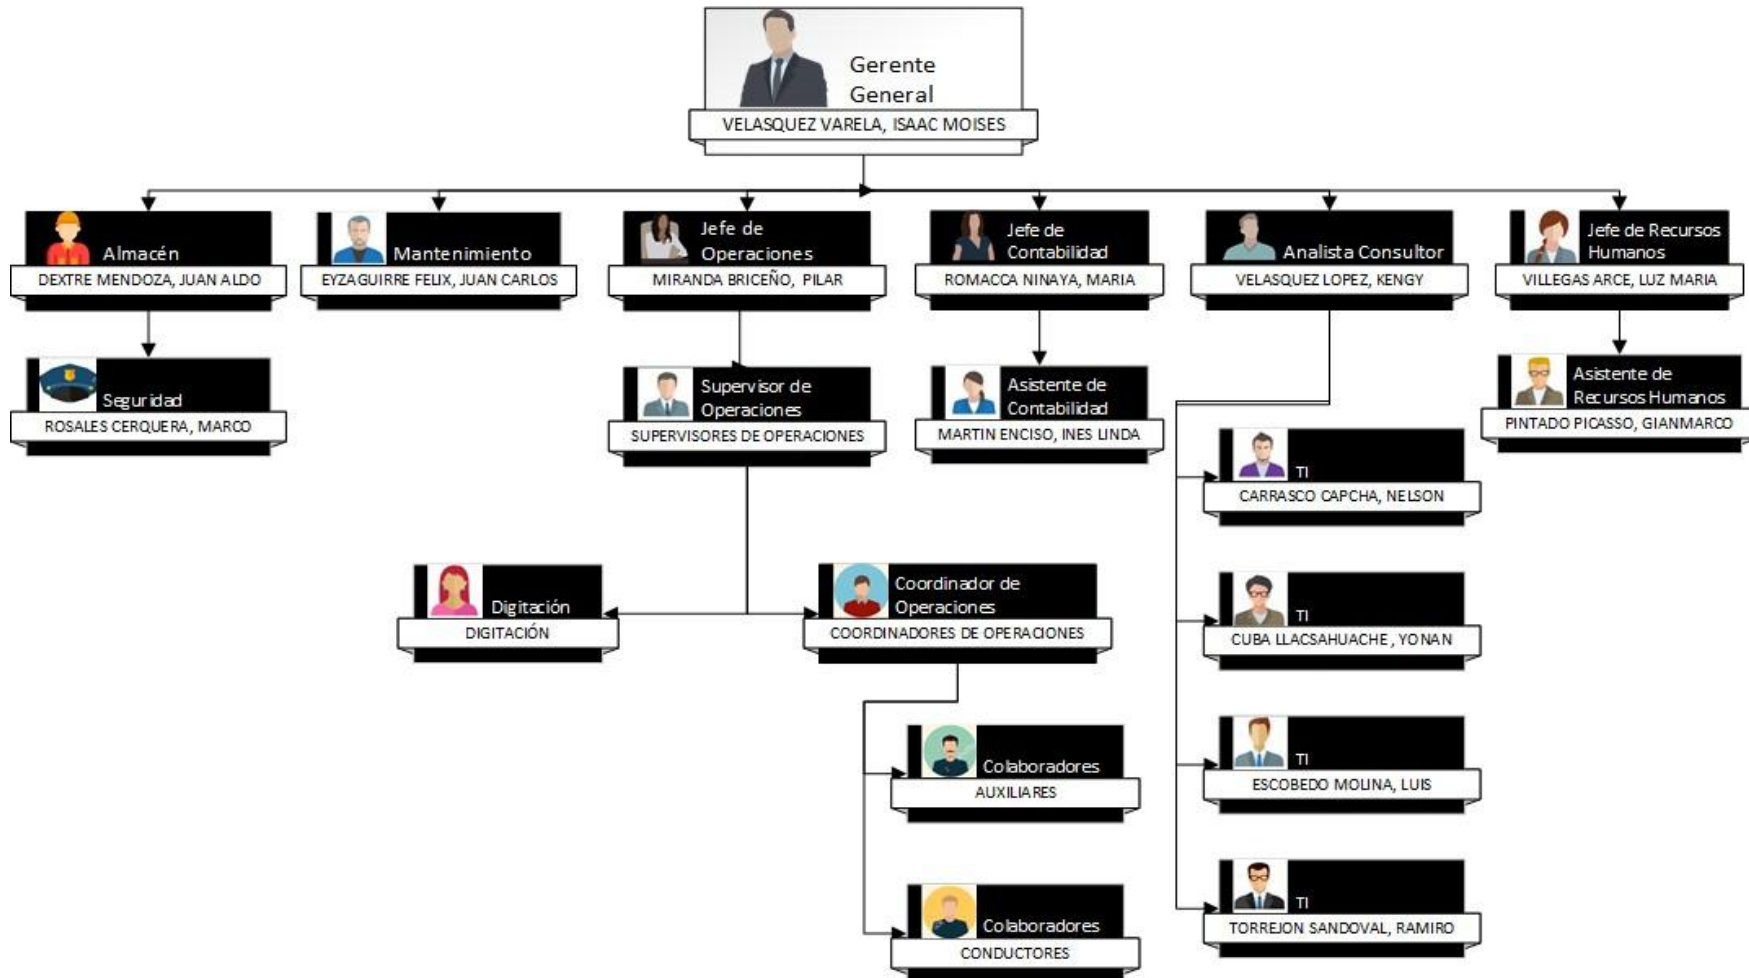 Gerente
General
VELASQUEZ VARELA, ISAAC MOISES
Almacén
DEXTRE MENDOZA, JUAN ALDO
Mantenimiento
EYZAGUIRRE FELIX, JUAN CARLOS
Jefe de
Operaciones
MIRANDA BRICEÑO, PILAR
Jefe de
Contabilidad
ROMACCA NINAYA, MARIA
Analista Consultor
VELASQUEZ LOPEZ, KENGY
Jefe de Recursos
Humanos
VILLEGAS ARCE, LUZ MARIA
Seguridad
ROSALES CERQUERA, MARCO
Supervisor de
Operaciones
SUPERVISORES DE OPERACIONES
Asistente de
Contabilidad
MARTIN ENCISO, INES LINDA
Asistente de
Recursos Humanos
PINTADO PICASSO, GIANMARCO
TI
CARRASCO CAPCHA, NELSON
Digitación
DIGITACIÓN
Coordinador de
Operaciones
COORDINADORES DE OPERACIONES
TI
CUBA LLACSAHUACHE , YONAN
Colaboradores
AUXILIARES
TI
ESCOBEDO MOLINA, LUIS
Colaboradores
CONDUCTORES
TI
TORREJON SANDOVAL, RAMIRO